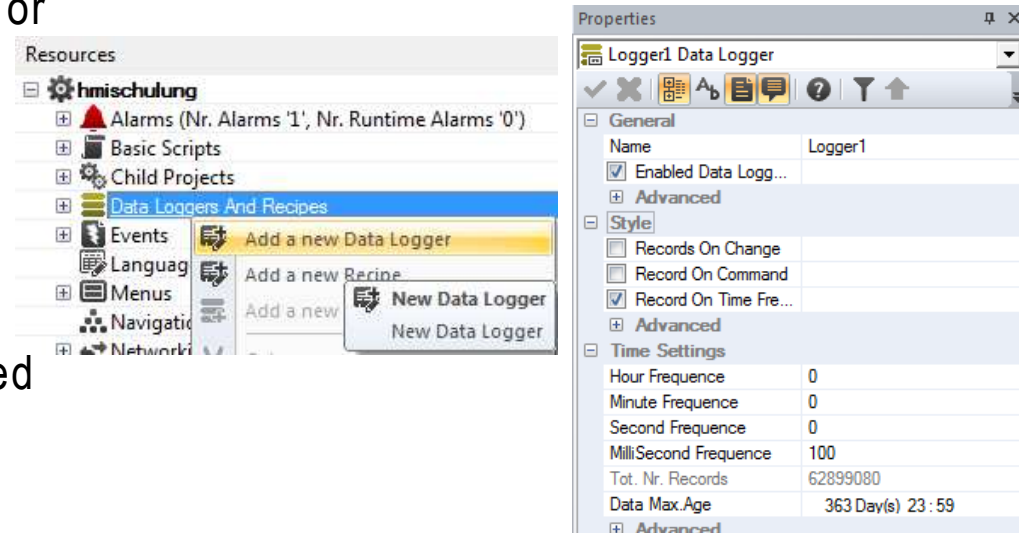 or
Resources
hmischulung
Alarms (Nr. Alarms '1', Nr. Runtime Alarms '0')
Basic Scripts
Child Projects
Data Loggers And Recipes
Events
Add a new Data Logger
Languag
Add a new Recipe
Menus
New Data Logger
Add a new
New Data Logger
Navigatic
Networki
ed
Properties
Logger1 Data Logger
General
Name Logger1
Enabled Data Logg...
Advanced
Style
Records On Change
Record On Command
Record On Time Fre...
Advanced
Time Settings
Hour Frequence 0
Minute Frequence 0
Second Frequence 0
MilliSecond Frequence 100
Tot. Nr. Records 62899080
Data Max.Age 363 Day(s) 23 : 59
Advanced